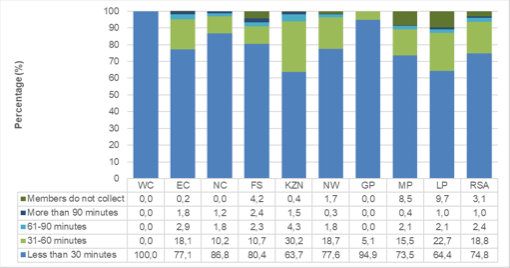 Percentage(%)
100
90
80
70
60
50
40
30
20
10
0
WC EC NC FS KZN NW GP MP LP RSA
Members do not collect 0,0 0,2 0,0 4,2 0,4 1,7 0,0 8,5 9,7 3,1
More than 90 minutes 0,0 1,8 1,2 2,4 1,5 0,3 0,0 0,4 1,0 1,0
61-90 minutes 0,0 2,9 1,8 2,3 4,3 1,8 0,0 2,1 2,1 2,4
31-60 minutes 0,0 18,1 10,2 10,7 30,2 18,7 5,1 15,5 22,7 18,8
Less than 30 minutes 100,0 77,1 86,8 80,4 63,7 77,6 94,9 73,5 64,4 74,8